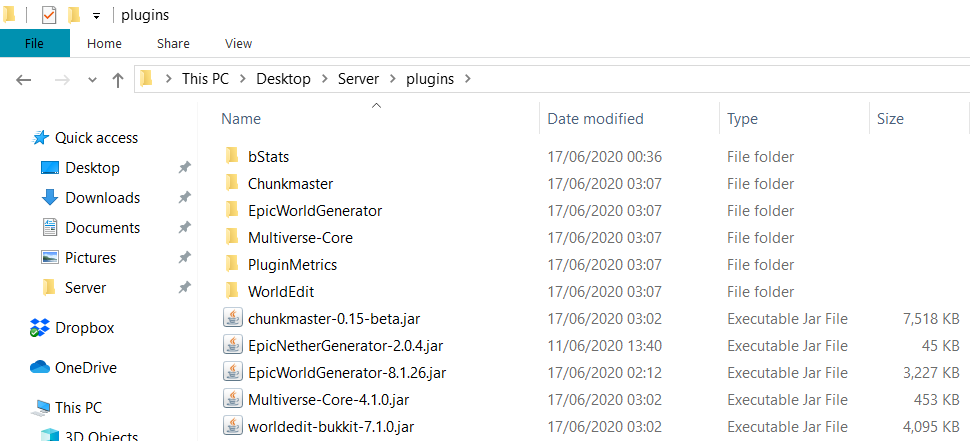 plugins
File Home Share View
This PC Desktop Server plugins
Name Date modified Type Size
Quick access
Desktop
Downloads
Documents
Pictures
Server
Dropbox
OneDrive
This PC
3D Objects
bStats 17/06/2020 00:36 File folder
Chunkmaster 17/06/2020 03:07 File folder
EpicWorldGenerator 17/06/2020 03:07 File folder
Multiverse-Core 17/06/2020 03:07 File folder
PluginMetrics 17/06/2020 03:07 File folder
WorldEdit 17/06/2020 03:07 File folder
chunkmaster-0.15-beta.jar 17/06/2020 03:02 Executable Jar File 7,518 KB
EpicNetherGenerator-2.0.4.jar 11/06/2020 13:40 Executable Jar File 45 KB
EpicWorldGenerator-8.1.26.jar 17/06/2020 02:12 Executable Jar File 3,227 KB
Multiverse-Core-4.1.0.jar 17/06/2020 03:02 Executable Jar File 453 KB
worldedit-bukkit-7.1.0.jar 17/06/2020 03:02 Executable Jar File 4,095 KB